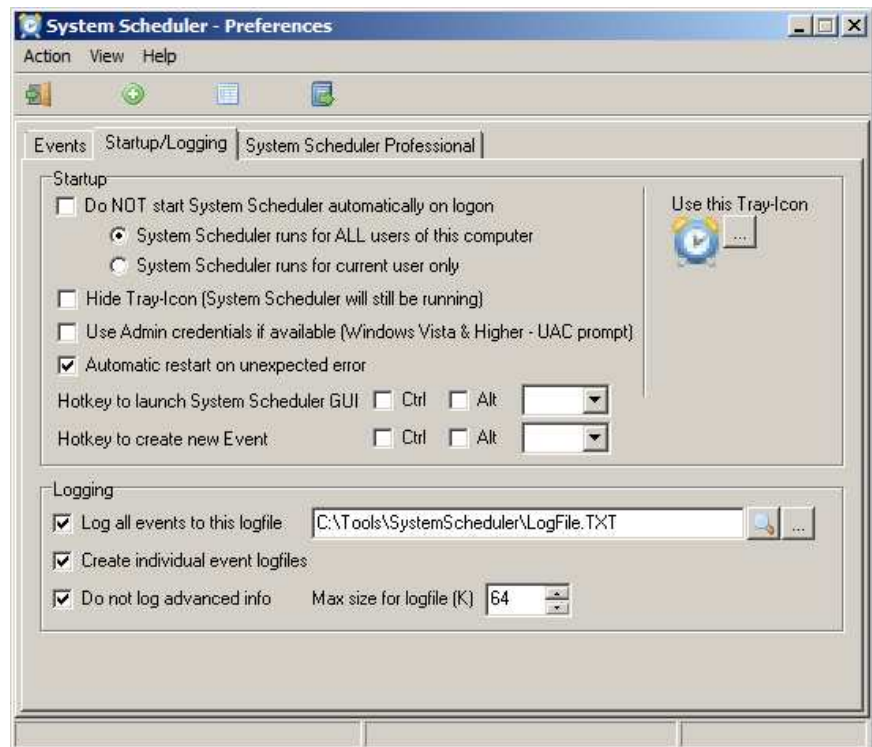 System Scheduler - Preferences
Action View Help
Events Startup/Logging System Scheduler Professional
Startup
Do NOT start System Scheduler automatically on logon
Use this Tray-Icon
System Scheduler runs for ALL users of this computer
...
System Scheduler runs for current user only
Hide Tray-Icon (System Scheduler will still be running)
Use Admin credentials if available (Windows Vista & Higher - UAC prompt)
Automatic restart on unexpected error
Hotkey to launch System Scheduler GUI Ctrl Alt
Hotkey to create new Event Ctrl Alt
Logging
Log all events to this logfile C:\Tools\SystemScheduler\LogFile.TXT ...
Create individual event logfiles
Do not log advanced info Max size for logfile (K) 64